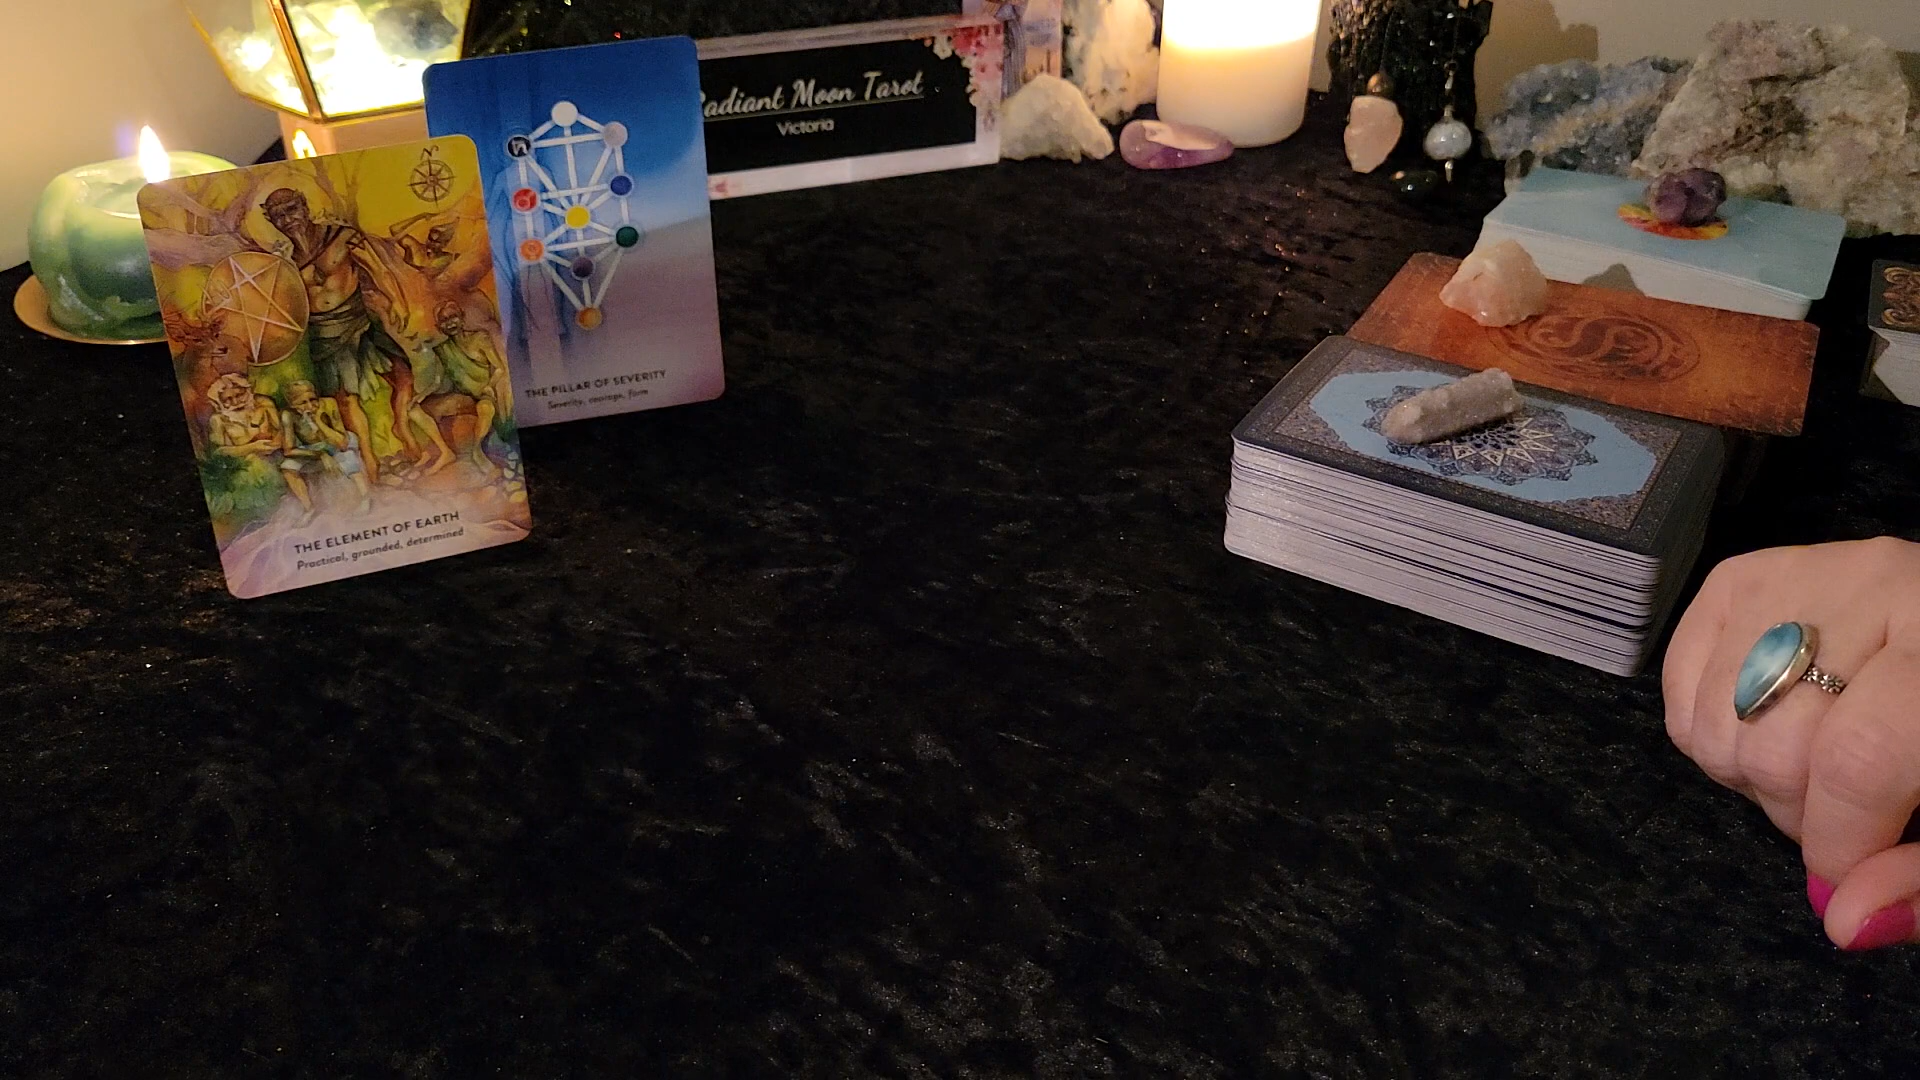 Radiant Moon Tarot
Victoria
N
THE PILLAR OF SEVERITY
Severity, courage, form
THE ELEMENT OF EARTH
Practical, grounded, determined